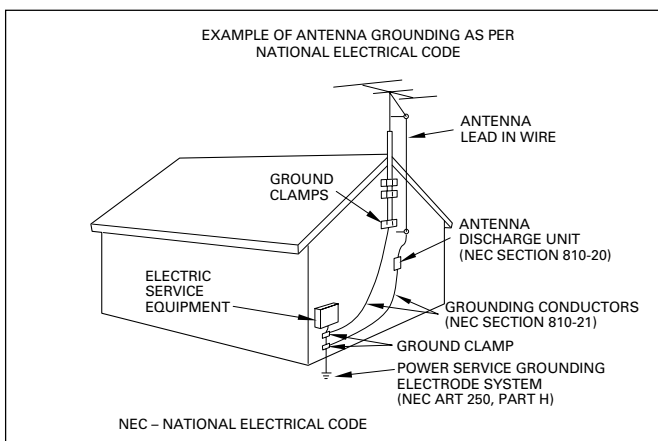 EXAMPLE OF ANTENNA GROUNDING AS PER
NATIONAL ELECTRICAL CODE
ANTENNA
LEAD IN WIRE
GROUND
CLAMPS
ANTENNA
DISCHARGE UNIT
(NEC SECTION 810-20)
ELECTRIC
SERVICE
EQUIPMENT
GROUNDING CONDUCTORS
(NEC SECTION 810-21)
GROUND CLAMP
POWER SERVICE GROUNDING
ELECTRODE SYSTEM
(NEC ART 250, PART H)
NEC – NATIONAL ELECTRICAL CODE